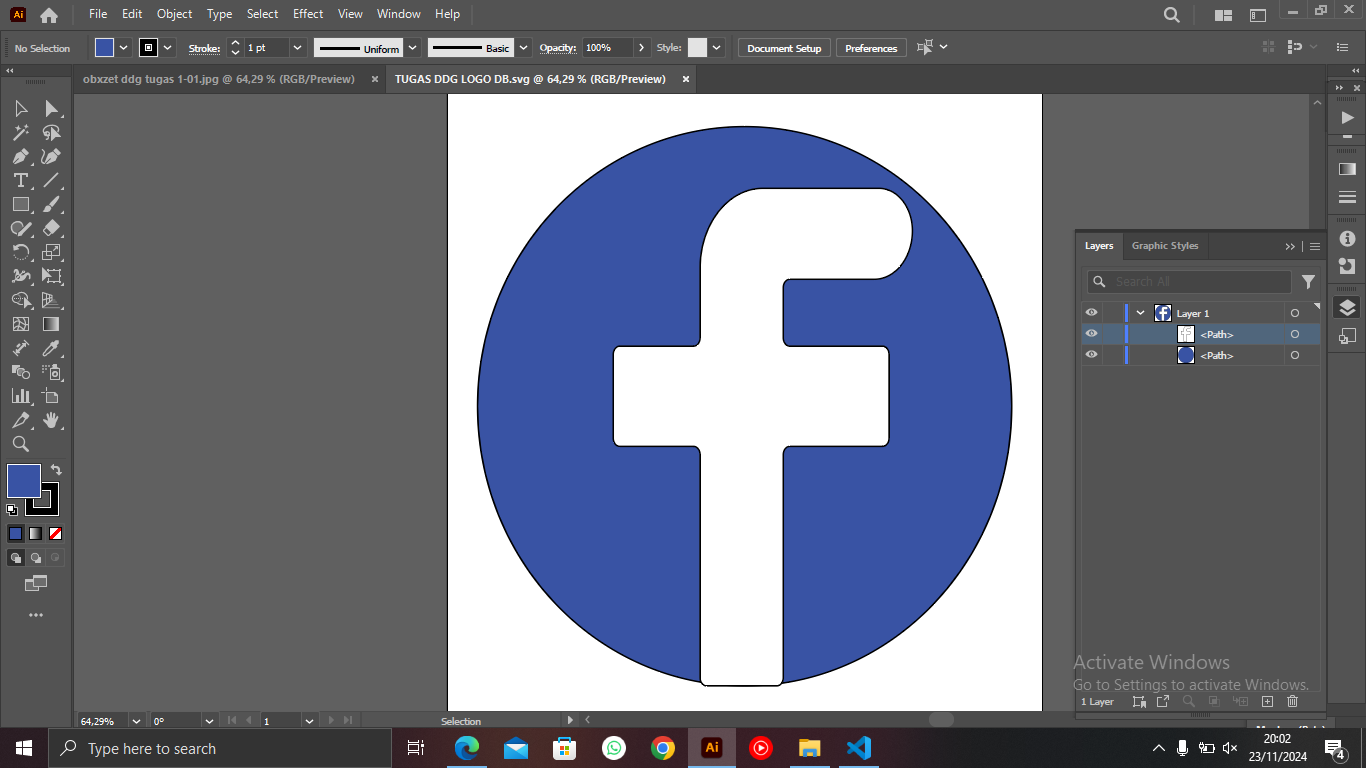 Ai File Edit Object Type Select Effect View Window Help
No Selection Stroke: 1 pt Uniform Basic Opacity: 100% Style: Document Setup Preferences
obxzet ddg tugas 1-01.jpg @ 64,29 % (RGB/Preview) TUGAS DDG LOGO DB.svg @ 64,29 % (RGB/Preview)
Layers Graphic Styles
Search All
Layer 1
<Path>
<Path>
Activate Windows
Go to Settings to activate Windows.
1 Layer
64,29% 0° 1 Selection
Type here to search
Ai
20:02
23/11/2024
4